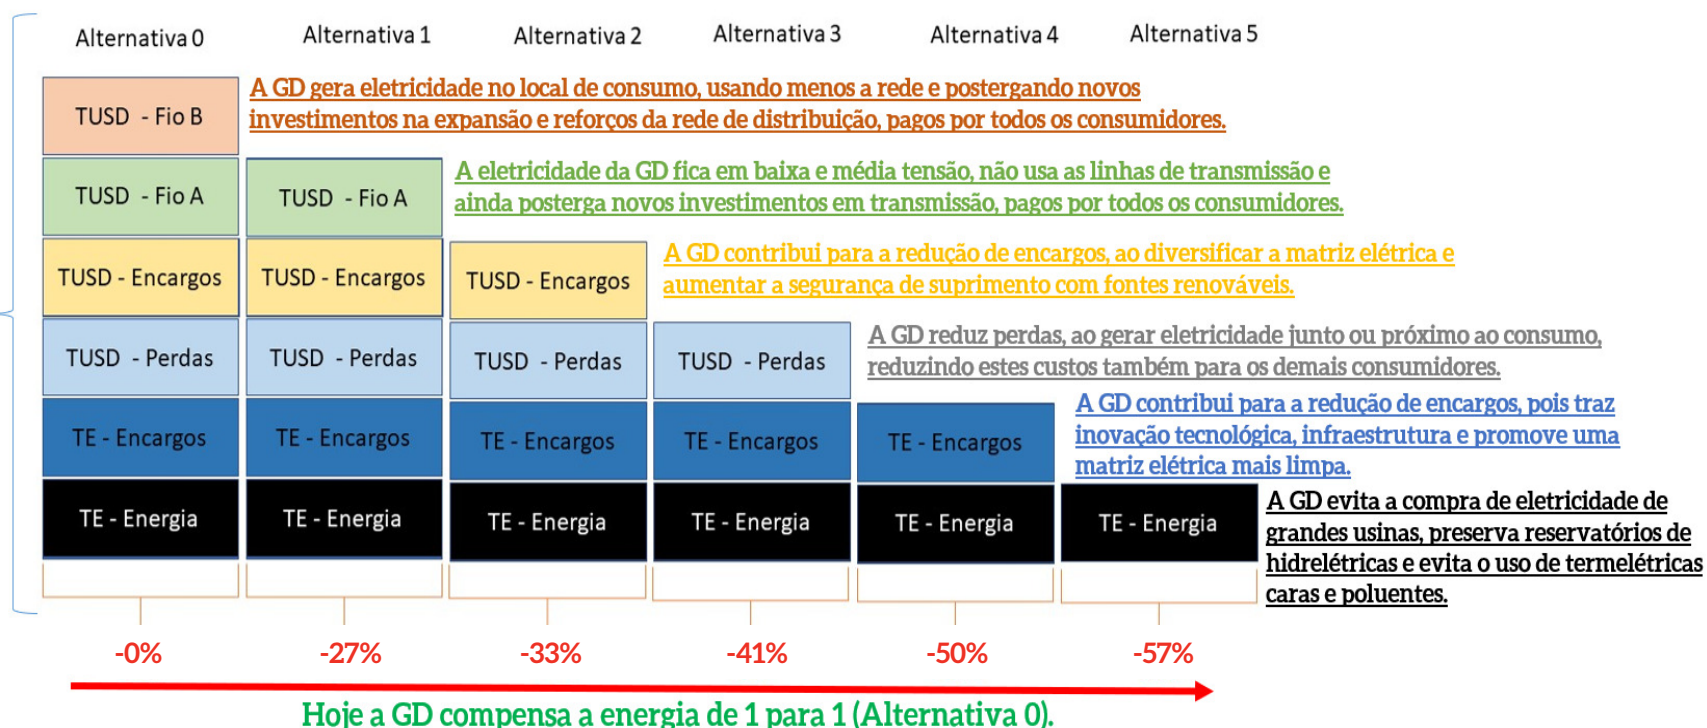 Alternativa 0 Alternativa 1 Alternativa 2 Alternativa 3 Alternativa 4 Alternativa 5
TUSD - Fio B
A GD gera eletricidade no local de consumo, usando menos a rede e postergando novos
investimentos na expansão e reforços da rede de distribuição, pagos por todos os consumidores.
TUSD - Fio A TUSD - Fio A
A eletricidade da GD fica em baixa e média tensão, não usa as linhas de transmissão e
ainda posterga novos investimentos em transmissão, pagos por todos os consumidores.
TUSD - Encargos TUSD - Encargos TUSD - Encargos
A GD contribui para a redução de encargos, ao diversificar a matriz elétrica e
aumentar a segurança de suprimento com fontes renováveis.
TUSD - Perdas TUSD - Perdas TUSD - Perdas TUSD - Perdas
A GD reduz perdas, ao gerar eletricidade junto ou próximo ao consumo,
reduzindo estes custos também para os demais consumidores.
TE - Encargos TE - Encargos TE - Encargos TE - Encargos TE - Encargos
A GD contribui para a redução de encargos, pois traz
inovação tecnológica, infraestrutura e promove uma
matriz elétrica mais limpa.
TE - Energia TE - Energia TE - Energia TE - Energia TE - Energia TE - Energia
A GD evita a compra de eletricidade de
grandes usinas, preserva reservatórios de
hidrelétricas e evita o uso de termelétricas
caras e poluentes.
-0% -27% -33% -41% -50% -57%
Hoje a GD compensa a energia de 1 para 1 (Alternativa 0).